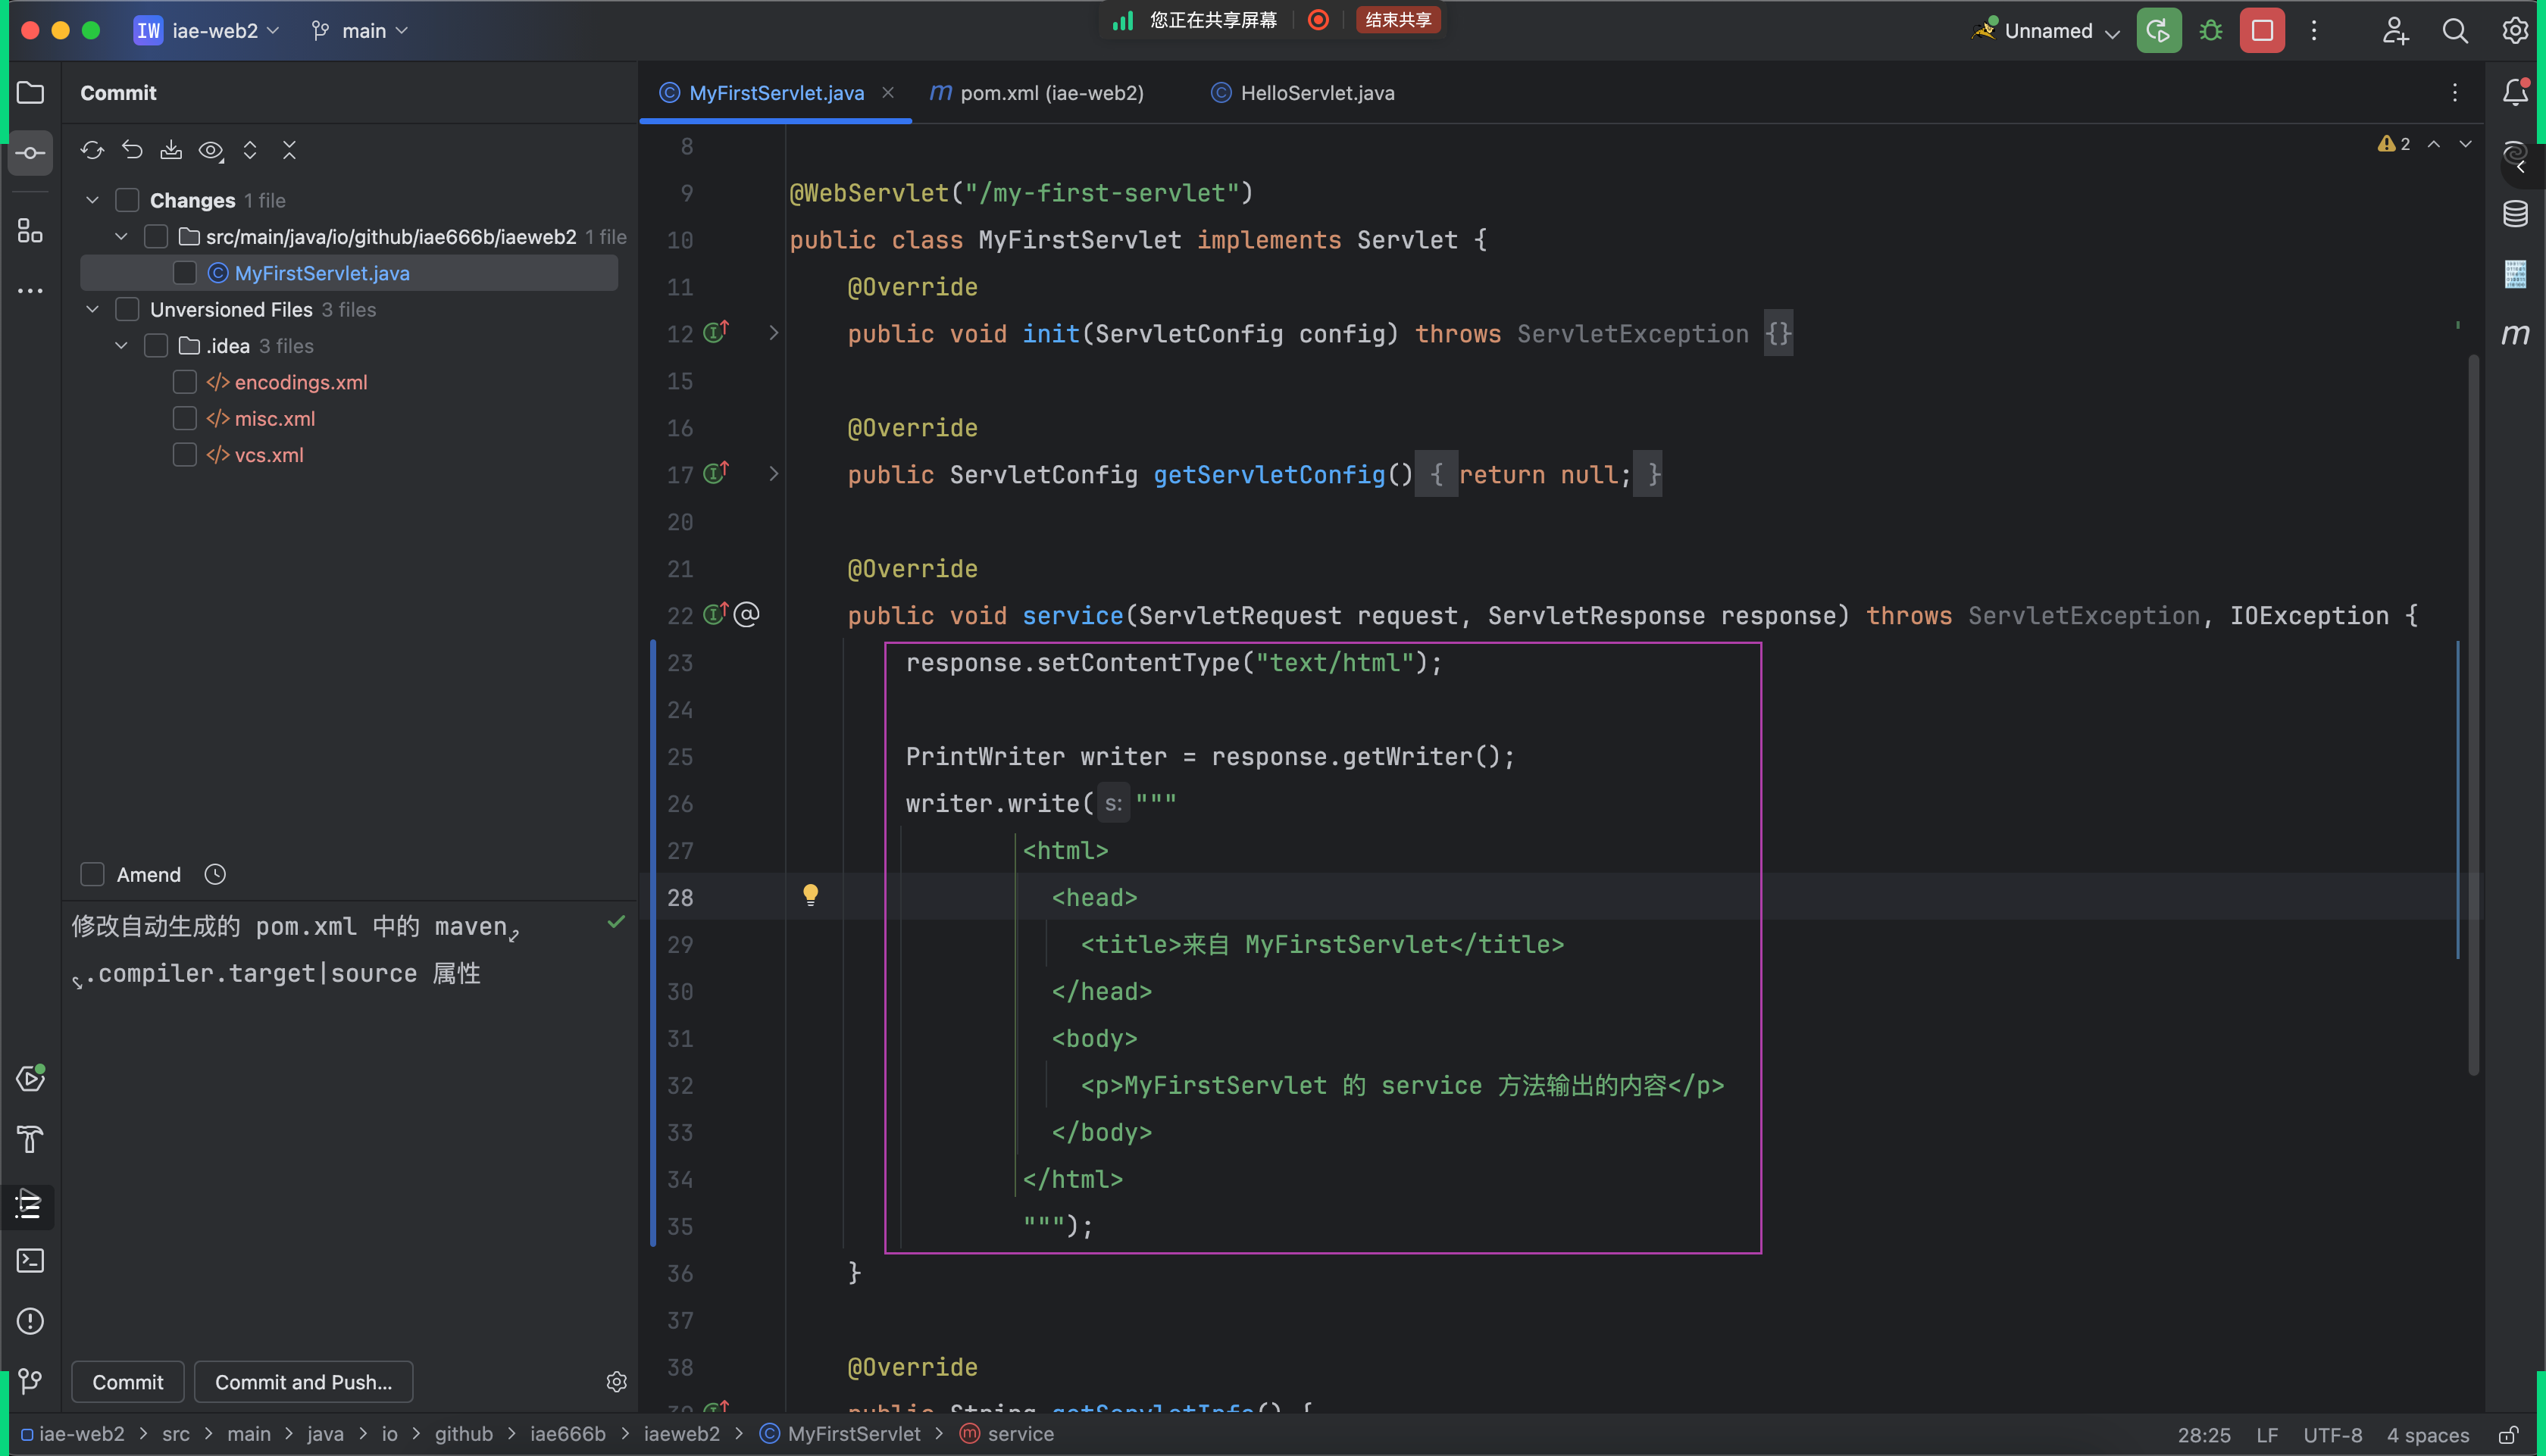 您正在共享屏幕 结束共享
IW iae-web2 main Unnamed
Commit
MyFirstServlet.java
m pom.xml (iae-web2)
HelloServlet.java
Changes 1 file
src/main/java/io/github/iae666b/iaeweb2 1 file
MyFirstServlet.java
Unversioned Files 3 files
.idea 3 files
</> encodings.xml
</> misc.xml
</> vcs.xml
Amend
修改自动生成的 pom.xml 中的 maven
.compiler.target|source 属性
Commit Commit and Push...
2
8
9 @WebServlet("/my-first-servlet")
10 public class MyFirstServlet implements Servlet {
11 @Override
12 public void init(ServletConfig config) throws ServletException {}
15
16 @Override
17 public ServletConfig getServletConfig() { return null; }
20
21 @Override
22 public void service(ServletRequest request, ServletResponse response) throws ServletException, IOException {
23 response.setContentType("text/html");
24
25 PrintWriter writer = response.getWriter();
26 writer.write( s: """
27 <html>
28 <head>
29 <title>来自 MyFirstServlet</title>
30 </head>
31 <body>
32 <p>MyFirstServlet 的 service 方法输出的内容</p>
33 </body>
34 </html>
35 """);
36 }
37
38 @Override
39 public String getServletInfo() {
iae-web2 > src > main > java > io > github > iae666b > iaeweb2 > MyFirstServlet > service
28:25 LF UTF-8 4 spaces